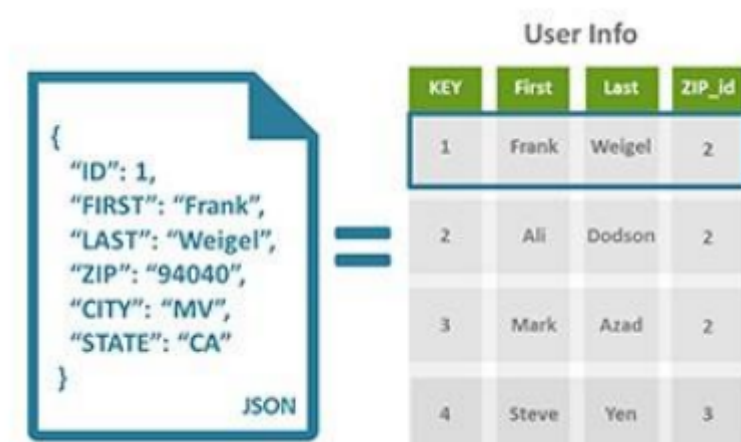 {
"ID": 1,
"FIRST": "Frank",
"LAST": "Weigel",
"ZIP": "94040",
"CITY": "MV",
"STATE": "CA"
}
JSON
=
User Info
KEY First Last ZIP_id
1 Frank Weigel 2
2 Ali Dodson 2
3 Mark Azad 2
4 Steve Yen 3